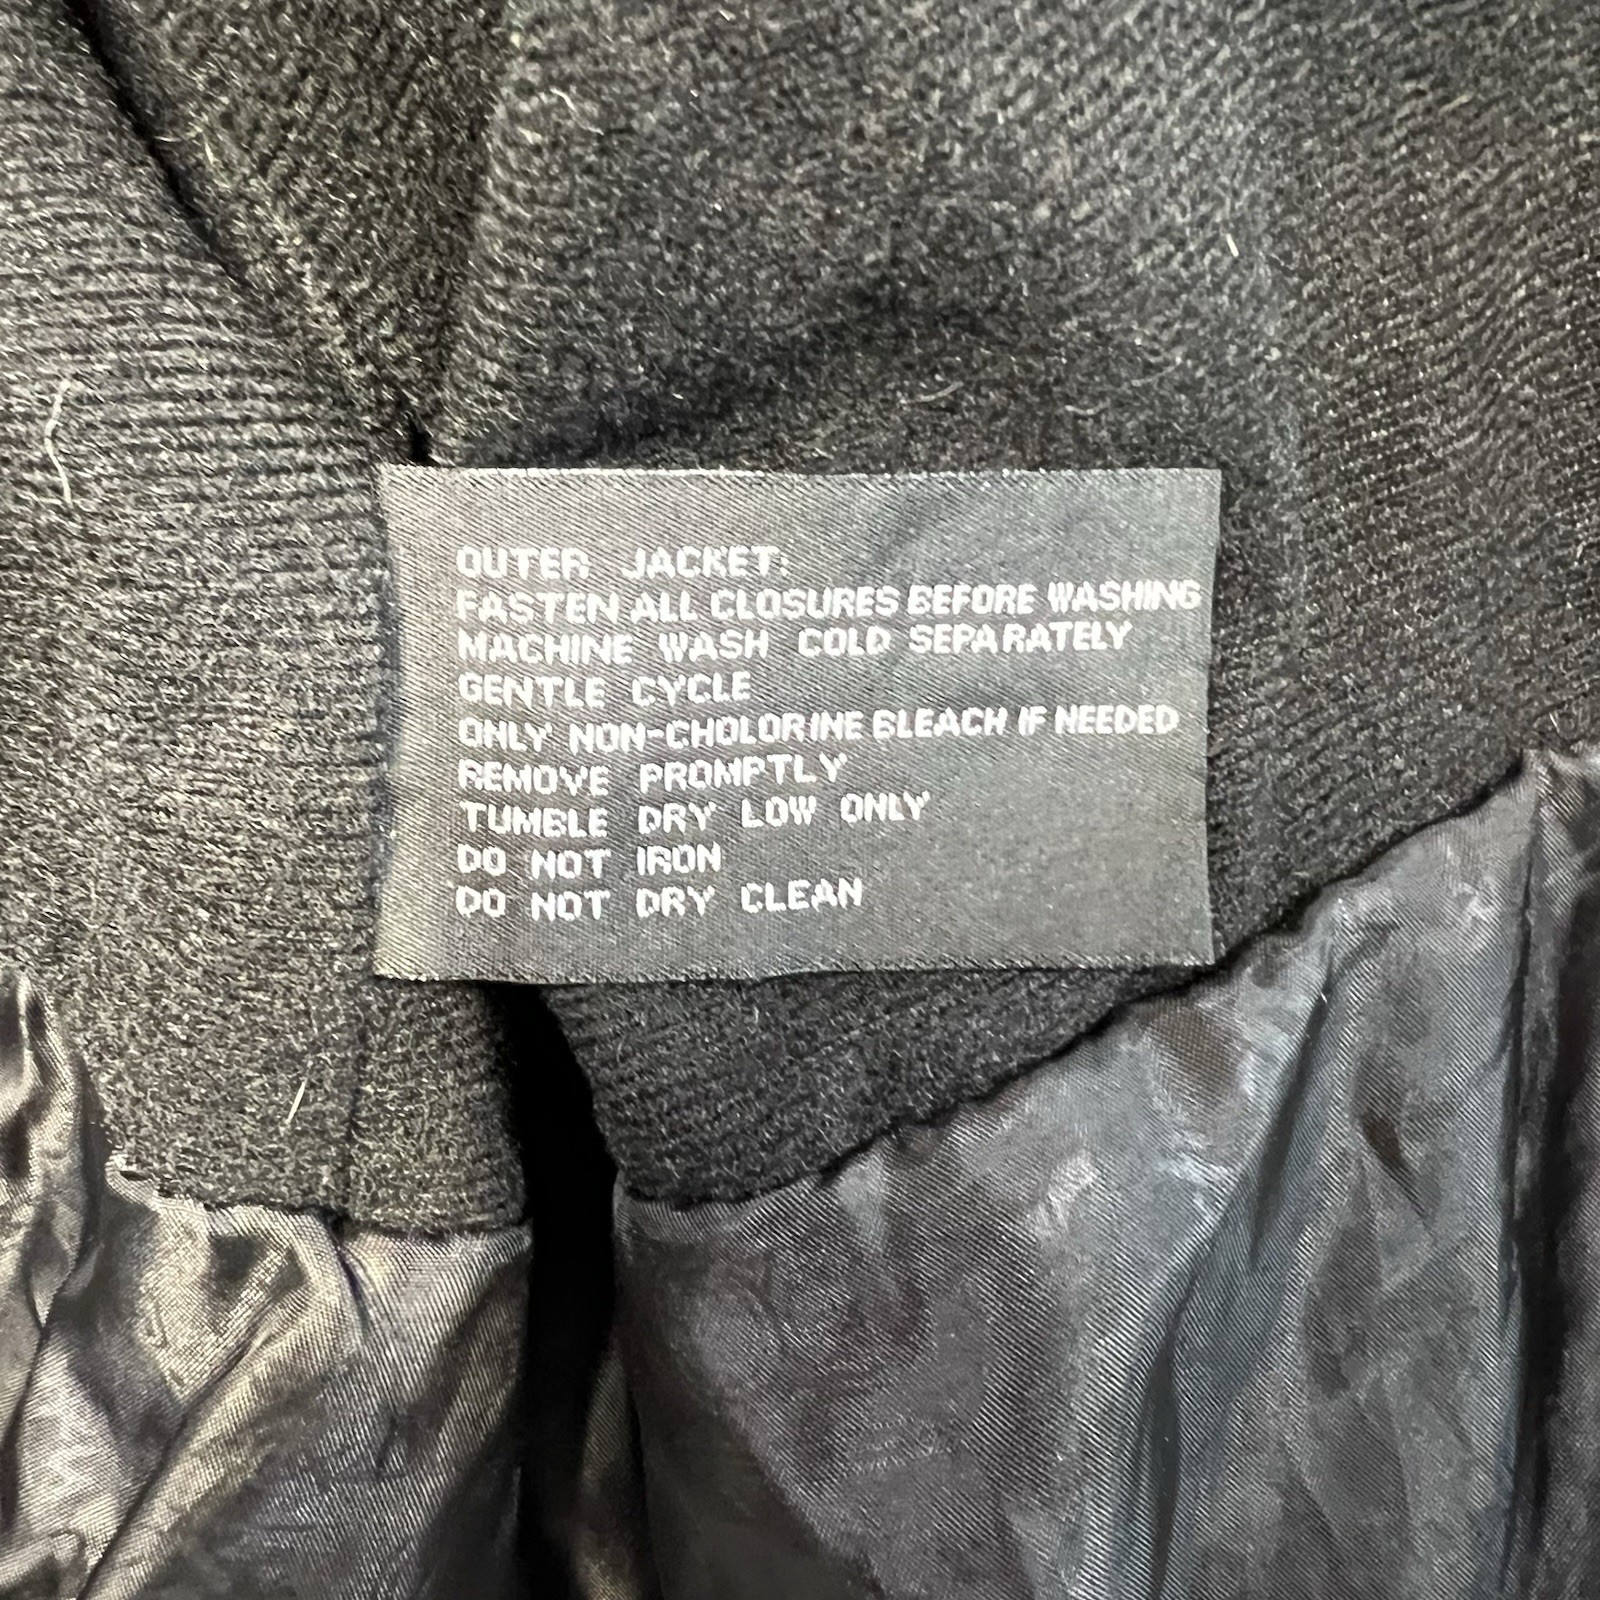 OUTER JACKET:
FASTEN ALL CLOSURES BEFORE WASHING
MACHINE WASH COLD SEPARATELY
GENTLE CYCLE
ONLY NON-CHOLORINE BLEACH IF NEEDED
REMOVE PROMPTLY
TUMBLE DRY LOW ONLY
DO NOT IRON
DO NOT DRY CLEAN